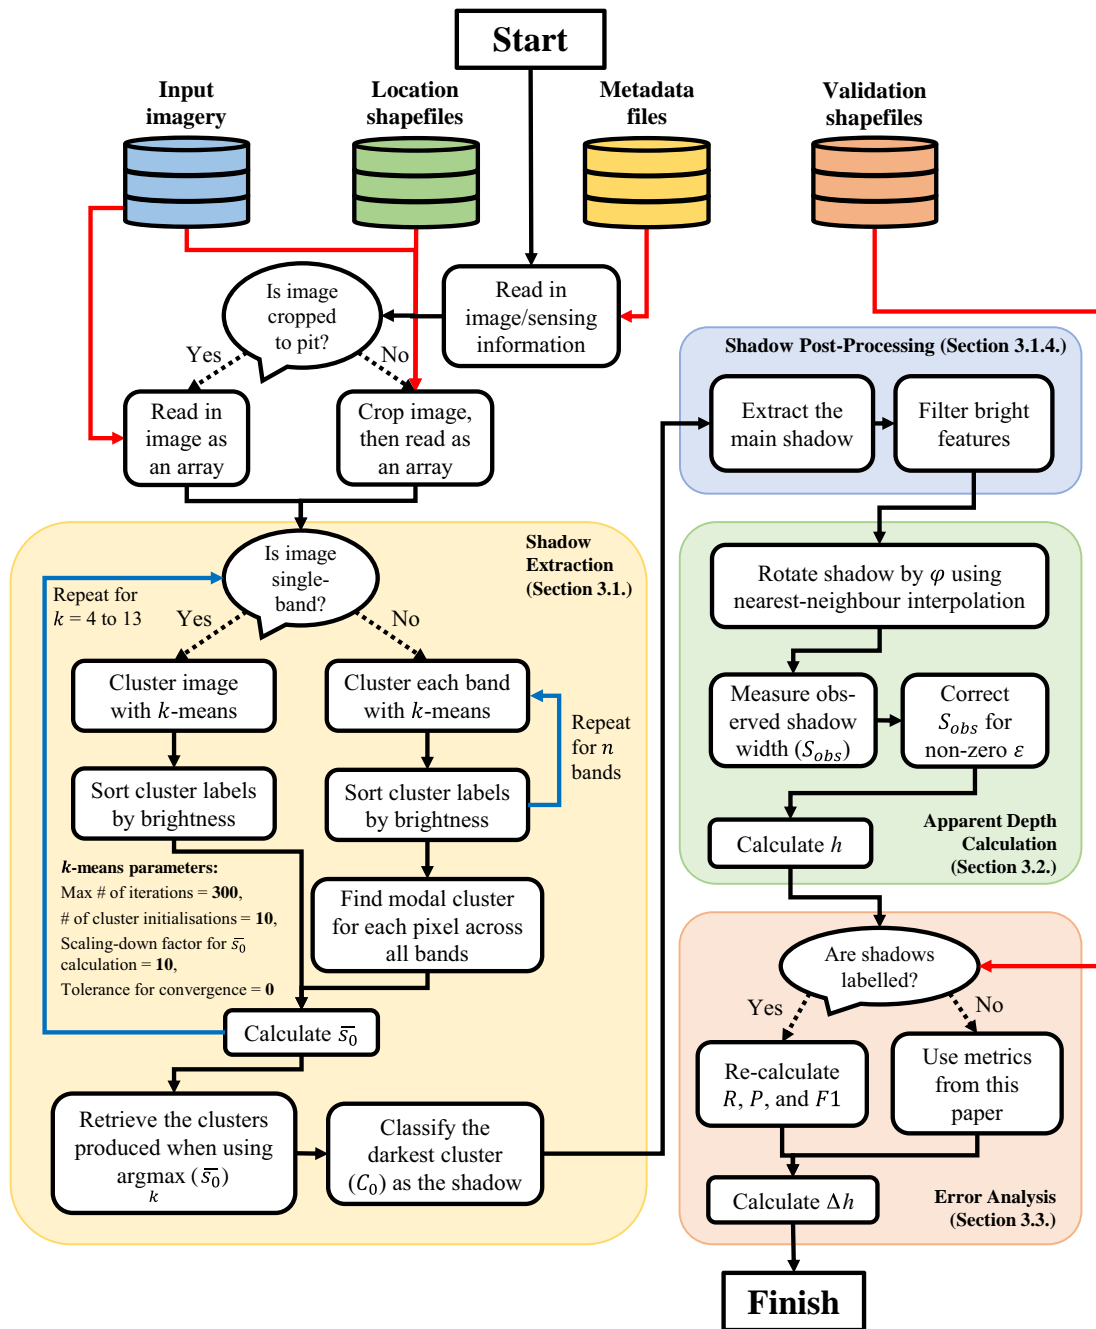 Start
Input
imagery
Location
shapefiles
Metadata
files
Validation
shapefiles
Is image
cropped
to pit?
Read in
image/sensing
information
Yes
No
Read in
image as
an array
Crop image,
then read as
an array
Shadow Post-Processing (Section 3.1.4.)
Extract the
main shadow
Filter bright
features
Shadow
Extraction
(Section 3.1.)
Is image
single-
band?
Repeat for
k = 4 to 13
Yes
No
Cluster image
with k-means
Cluster each band
with k-means
Repeat
for n
bands
Sort cluster labels
by brightness
Sort cluster labels
by brightness
k-means parameters:
Max # of iterations = 300,
# of cluster initialisations = 10,
Scaling-down factor for s̅₀
calculation = 10,
Tolerance for convergence = 0
Find modal cluster
for each pixel across
all bands
Calculate s̅₀
Retrieve the clusters
produced when using
argmax (s̅₀)
k
Classify the
darkest cluster
(C₀) as the shadow
Rotate shadow by φ using
nearest-neighbour interpolation
Measure obs-
erved shadow
width (S_obs)
Correct
S_obs for
non-zero ε
Calculate h
Apparent Depth
Calculation
(Section 3.2.)
Are shadows
labelled?
Yes
No
Re-calculate
R, P, and F1
Use metrics
from this
paper
Calculate Δh
Error Analysis
(Section 3.3.)
Finish